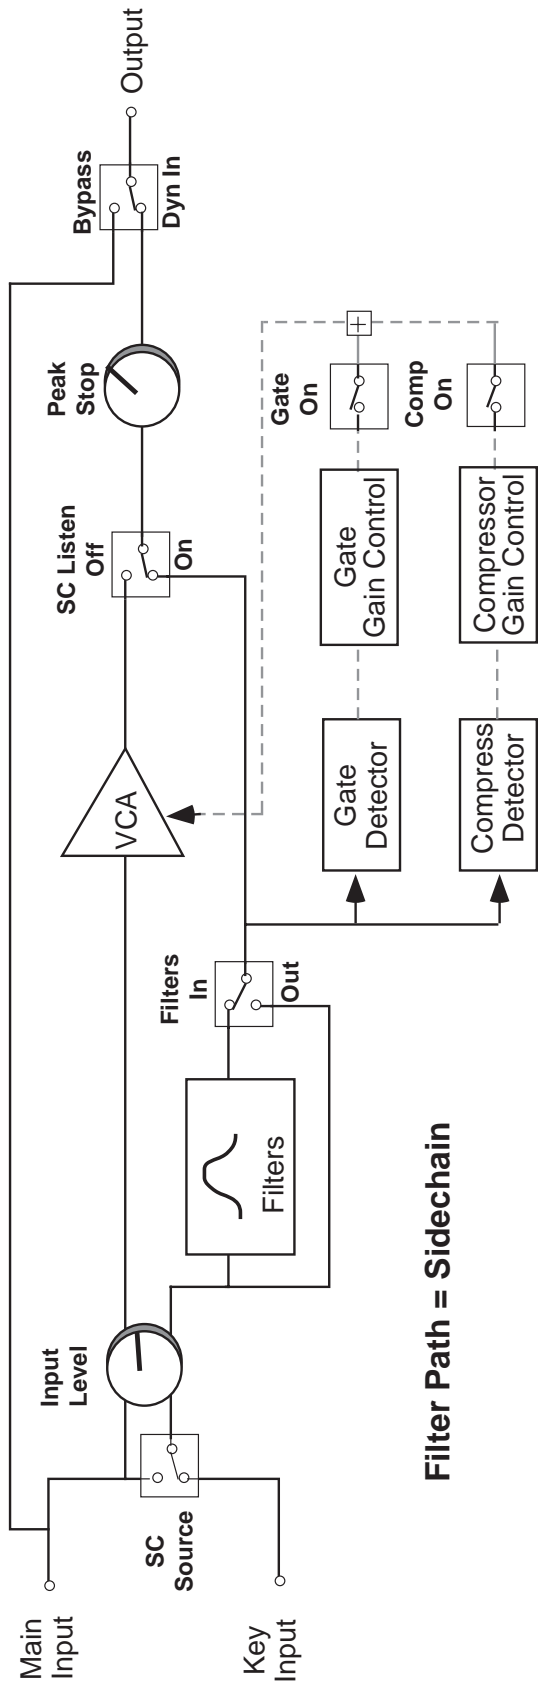 Main
Input
Key
Input
SC
Source
Input
Level
Filters
Filters
In
Out
VCA
SC Listen
Off
On
Peak
Stop
Bypass
Dyn In
Output
Gate
Detector
Gate
Gain Control
Gate
On
+
Compress
Detector
Compressor
Gain Control
Comp
On
Filter Path = Sidechain